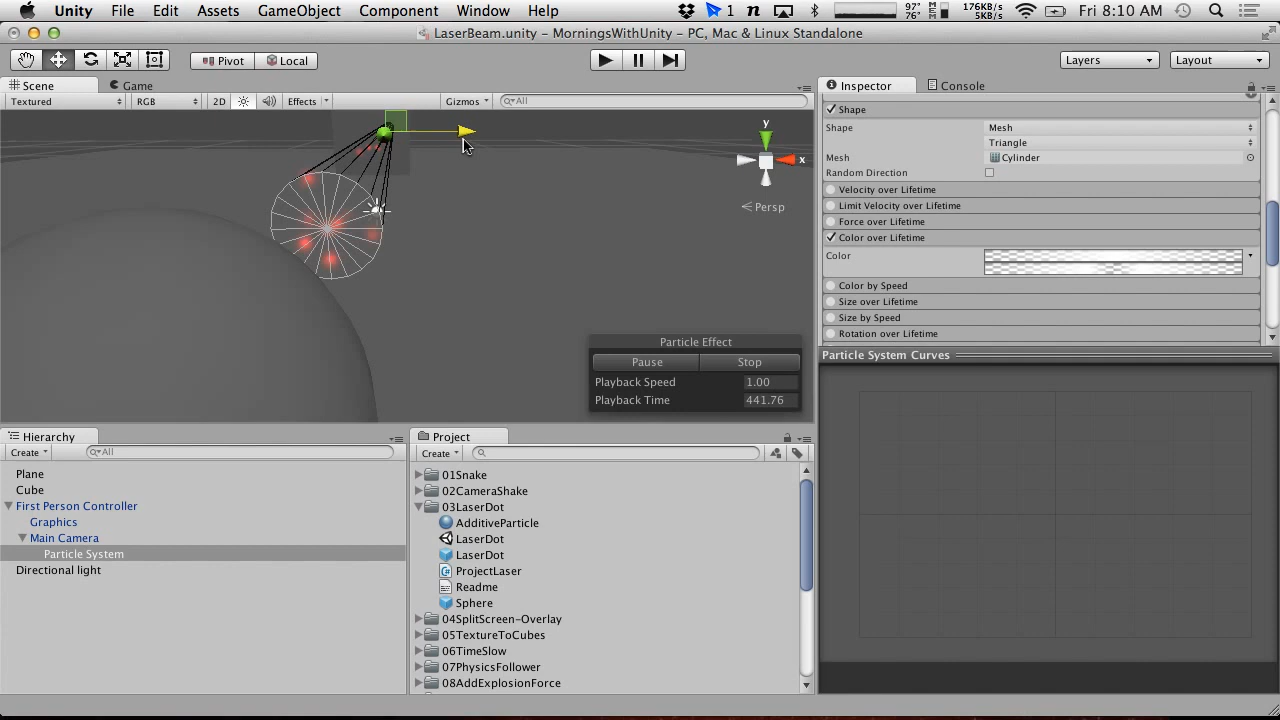 Unity File Edit Assets GameObject Component Window Help 1 97° 76° MEM 176KB/s 5KB/s Fri 8:10 AM
LaserBeam.unity - MorningsWithUnity - PC, Mac & Linux Standalone
Pivot Local Layers Layout
Scene Game Inspector Console
Textured RGB 2D Effects Gizmos All
Shape
Shape Mesh
Triangle
Mesh Cylinder
Random Direction
Velocity over Lifetime
Limit Velocity over Lifetime
Force over Lifetime
Color over Lifetime
Color
Color by Speed
Size over Lifetime
Size by Speed
Rotation over Lifetime
y
x
Persp
Particle Effect
Pause Stop
Playback Speed 1.00
Playback Time 441.76
Particle System Curves
Hierarchy
Create All
Plane
Cube
First Person Controller
Graphics
Main Camera
Particle System
Directional light
Project
Create
01Snake
02CameraShake
03LaserDot
AdditiveParticle
LaserDot
LaserDot
ProjectLaser
Readme
Sphere
04SplitScreen-Overlay
05TextureToCubes
06TimeSlow
07PhysicsFollower
08AddExplosionForce